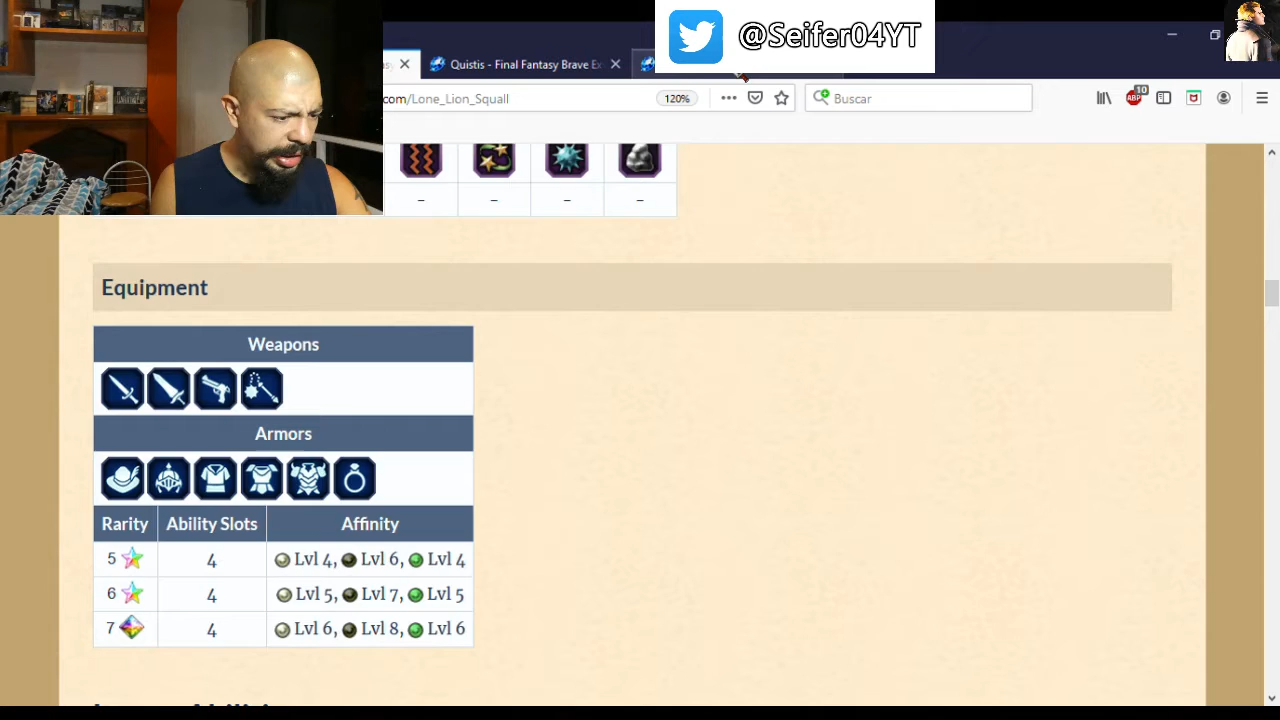 @Seifer04YT
Quistis - Final Fantasy Brave Ex
com/Lone_Lion_Squall
120%
Buscar
10
ABP
– – – –
Equipment
Weapons
Armors
Rarity Ability Slots Affinity
5 4 Lvl 4, Lvl 6, Lvl 4
6 4 Lvl 5, Lvl 7, Lvl 5
7 4 Lvl 6, Lvl 8, Lvl 6